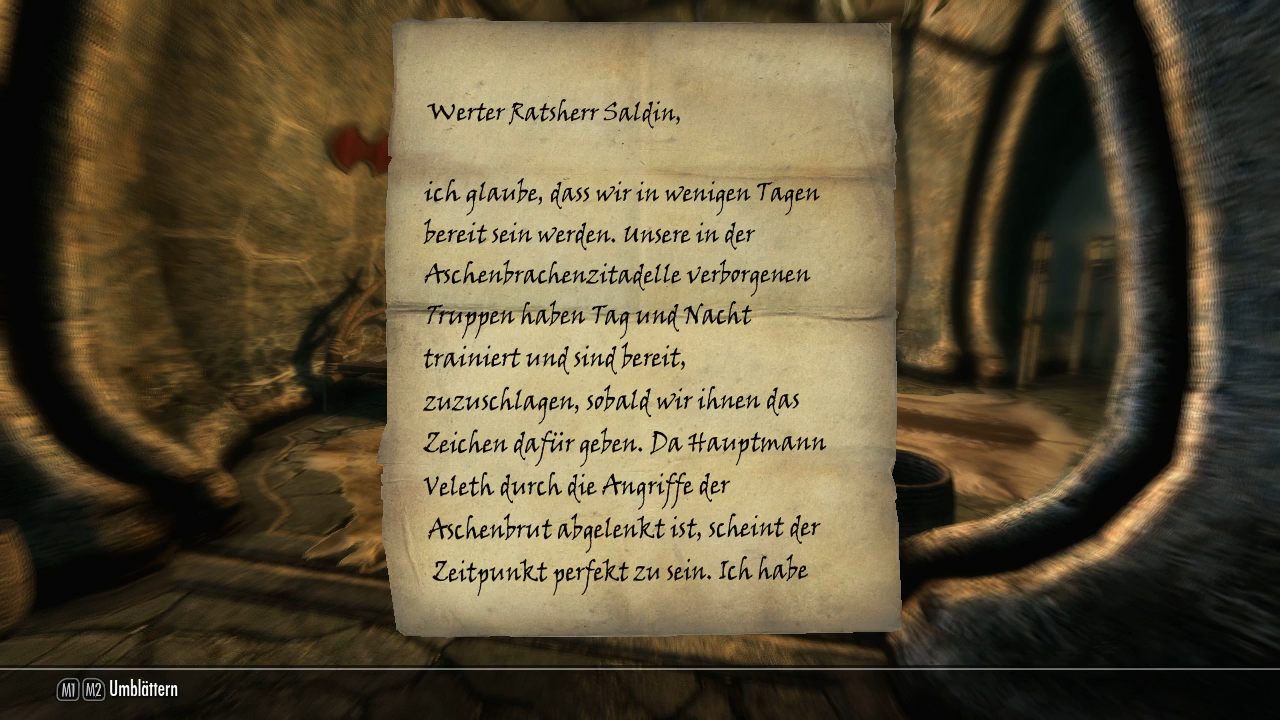 Werter Ratsherr Saldin,
ich glaube, dass wir in wenigen Tagen
bereit sein werden. Unsere in der
Aschenbrachenzitadelle verborgenen
Truppen haben Tag und Nacht
trainiert und sind bereit,
zuzuschlagen, sobald wir ihnen das
Zeichen dafür geben. Da Hauptmann
Veleth durch die Angriffe der
Aschenbrut abgelenkt ist, scheint der
Zeitpunkt perfekt zu sein. Ich habe
M1 M2 Umblättern